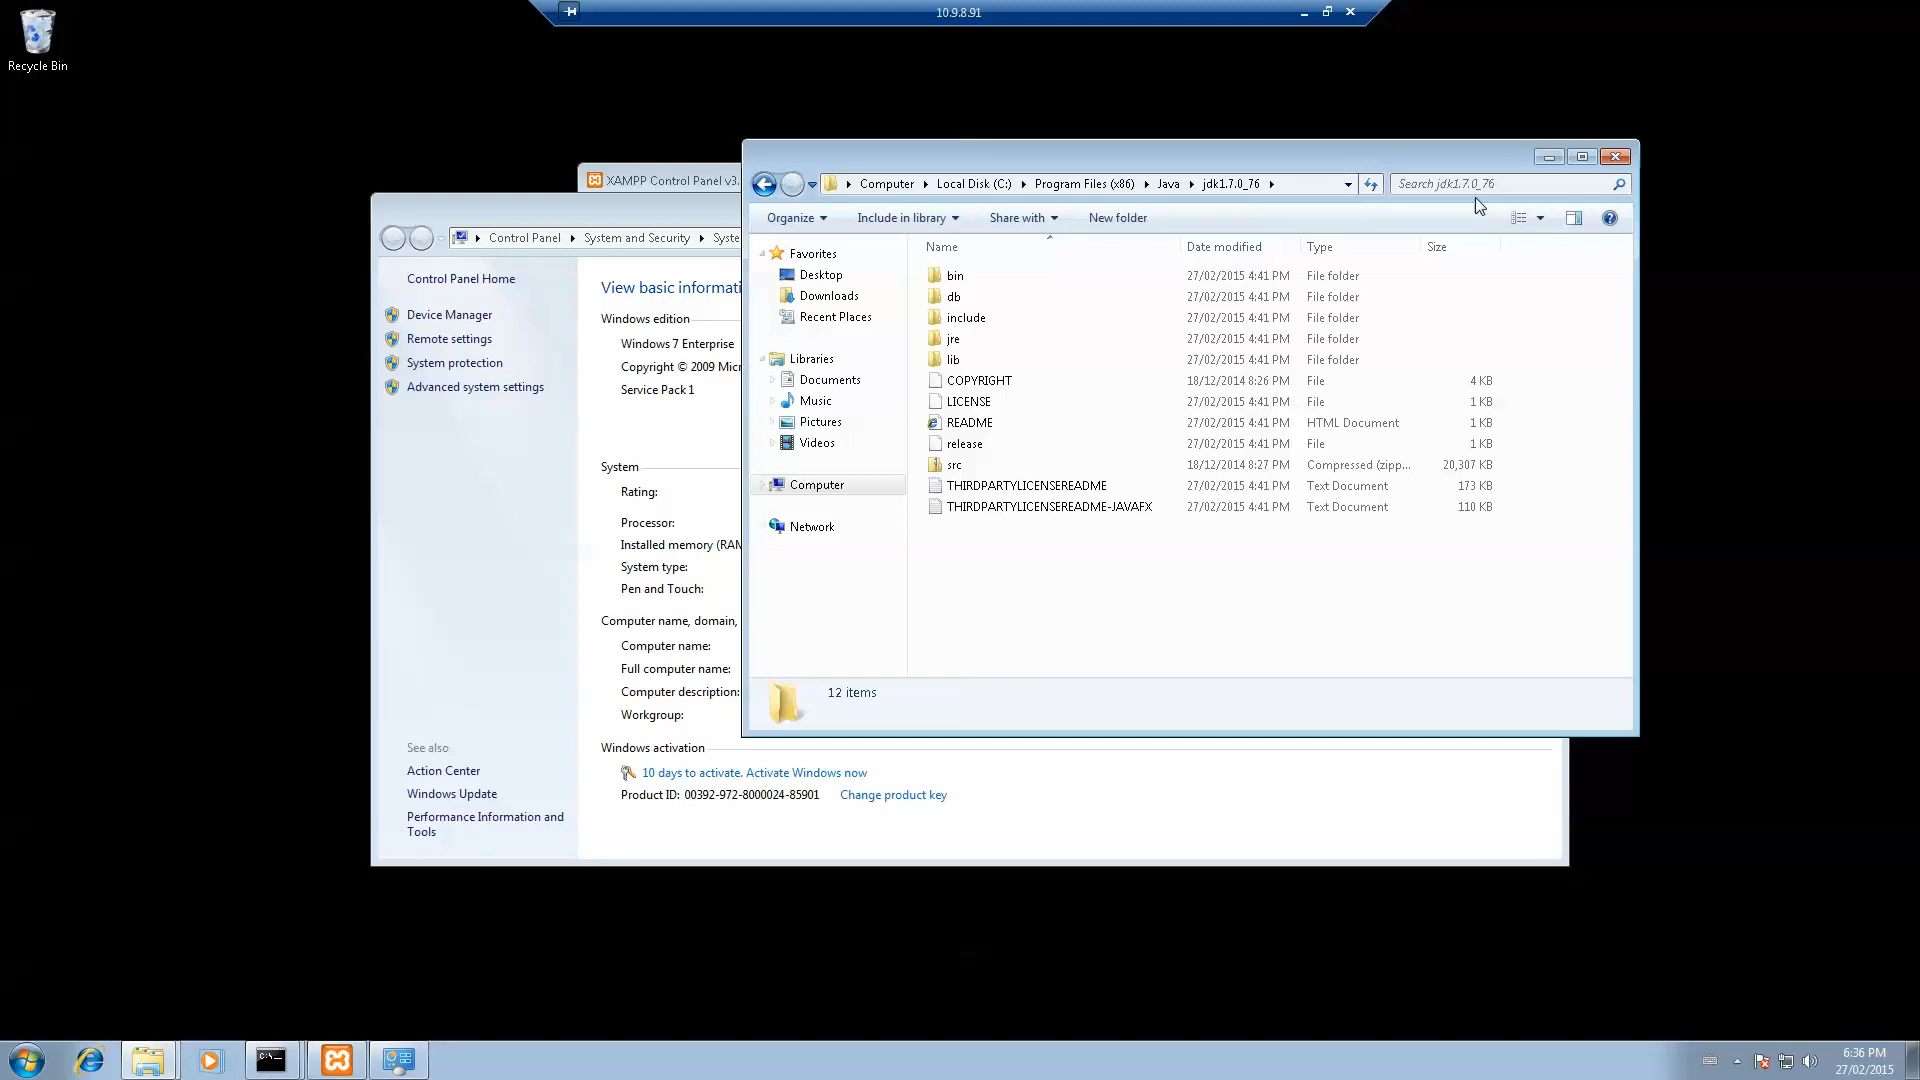 10.9.8.91
Recycle Bin
XAMPP Control Panel v3.
Computer Local Disk (C:) Program Files (x86) Java jdk1.7.0_76
Search jdk1.7.0_76
Organize Include in library Share with New folder
Name Date modified Type Size
Favorites
Desktop
Downloads
Recent Places
Libraries
Documents
Music
Pictures
Videos
Computer
Network
bin 27/02/2015 4:41 PM File folder
db 27/02/2015 4:41 PM File folder
include 27/02/2015 4:41 PM File folder
jre 27/02/2015 4:41 PM File folder
lib 27/02/2015 4:41 PM File folder
COPYRIGHT 18/12/2014 8:26 PM File 4 KB
LICENSE 27/02/2015 4:41 PM File 1 KB
README 27/02/2015 4:41 PM HTML Document 1 KB
release 27/02/2015 4:41 PM File 1 KB
src 18/12/2014 8:27 PM Compressed (zipp... 20,307 KB
THIRDPARTYLICENSEREADME 27/02/2015 4:41 PM Text Document 173 KB
THIRDPARTYLICENSEREADME-JAVAFX 27/02/2015 4:41 PM Text Document 110 KB
12 items
Control Panel System and Security Syste
Control Panel Home
Device Manager
Remote settings
System protection
Advanced system settings
See also
Action Center
Windows Update
Performance Information and
Tools
View basic informati
Windows edition
Windows 7 Enterprise
Copyright © 2009 Micr
Service Pack 1
System
Rating:
Processor:
Installed memory (RAM
System type:
Pen and Touch:
Computer name, domain,
Computer name:
Full computer name:
Computer description:
Workgroup:
Windows activation
10 days to activate. Activate Windows now
Product ID: 00392-972-8000024-85901 Change product key
C:\
6:36 PM
27/02/2015